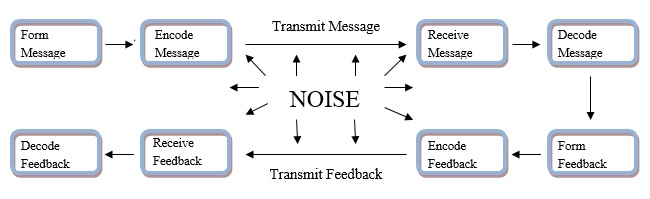 Form
Message
Encode
Message
Transmit Message
Receive
Message
Decode
Message
NOISE
Decode
Feedback
Receive
Feedback
Transmit Feedback
Encode
Feedback
Form
Feedback